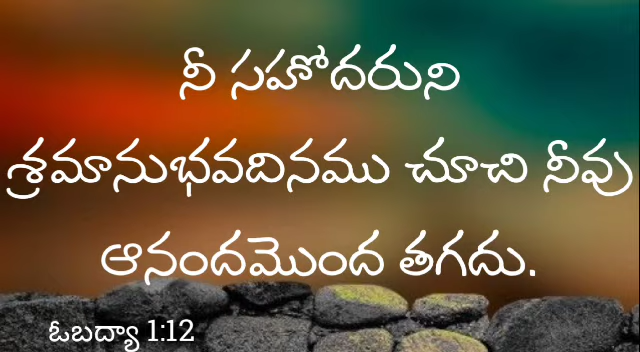 నీ సహోదరుని
శ్రమానుభవదినము చూచి నీవు
ఆనందమొంద తగదు.
ఓబద్యా 1:12